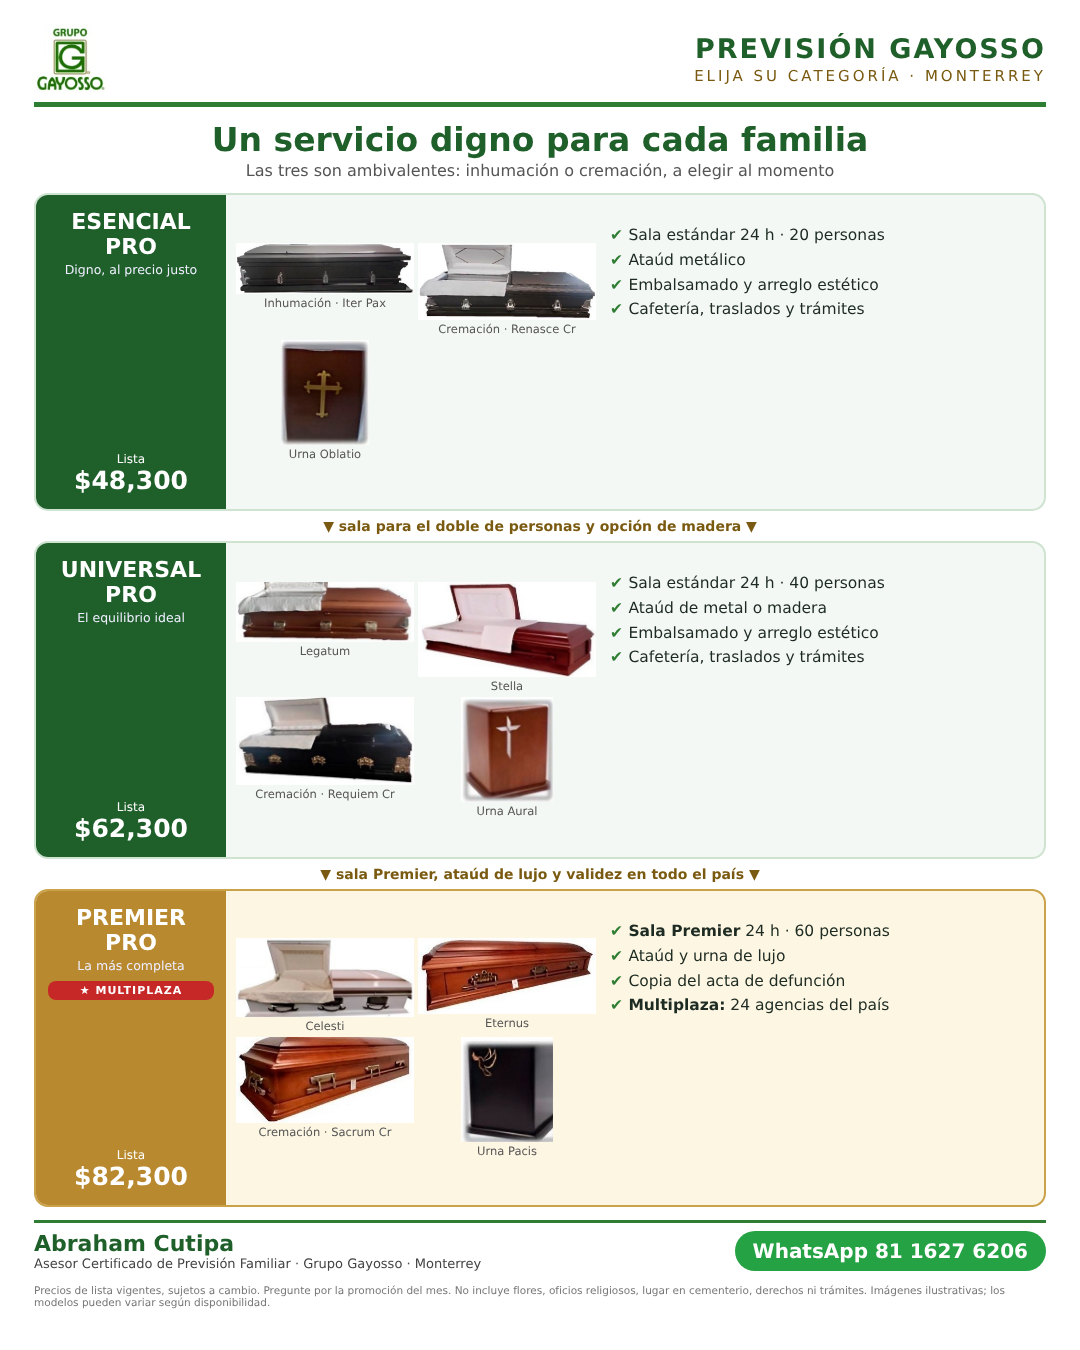 GRUPO
GAYOSSO
PREVISIÓN GAYOSSO
ELIJA SU CATEGORÍA · MONTERREY
Un servicio digno para cada familia
Las tres son ambivalentes: inhumación o cremación, a elegir al momento
ESENCIAL
PRO
Digno, al precio justo
Lista
$48,300
Inhumación · Iter Pax
Cremación · Renasce Cr
Urna Oblatio
✔ Sala estándar 24 h · 20 personas
✔ Ataúd metálico
✔ Embalsamado y arreglo estético
✔ Cafetería, traslados y trámites
▼ sala para el doble de personas y opción de madera ▼
UNIVERSAL
PRO
El equilibrio ideal
Lista
$62,300
Legatum
Stella
Cremación · Requiem Cr
Urna Aural
✔ Sala estándar 24 h · 40 personas
✔ Ataúd de metal o madera
✔ Embalsamado y arreglo estético
✔ Cafetería, traslados y trámites
▼ sala Premier, ataúd de lujo y validez en todo el país ▼
PREMIER
PRO
La más completa
★ MULTIPLAZA
Lista
$82,300
Celesti
Eternus
Cremación · Sacrum Cr
Urna Pacis
✔ Sala Premier 24 h · 60 personas
✔ Ataúd y urna de lujo
✔ Copia del acta de defunción
✔ Multiplaza: 24 agencias del país
Abraham Cutipa
Asesor Certificado de Previsión Familiar · Grupo Gayosso · Monterrey
WhatsApp 81 1627 6206
Precios de lista vigentes, sujetos a cambio. Pregunte por la promoción del mes. No incluye flores, oficios religiosos, lugar en cementerio, derechos ni trámites. Imágenes ilustrativas; los
modelos pueden variar según disponibilidad.